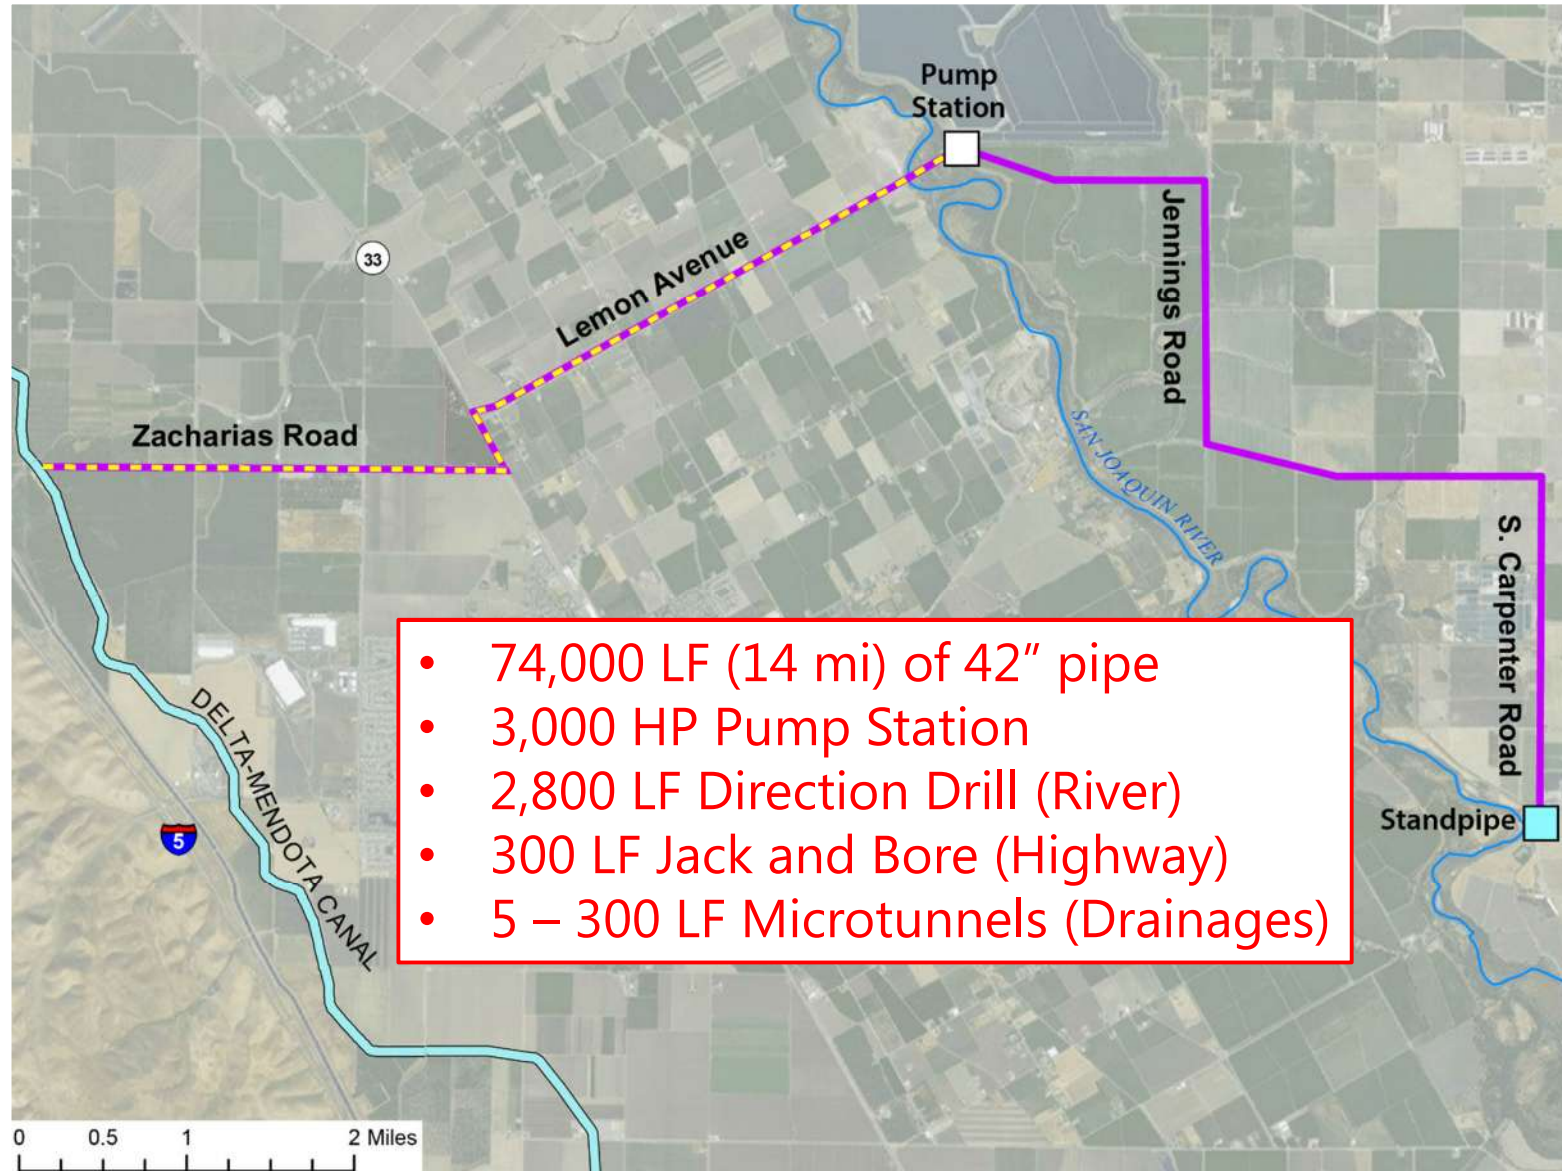 Pump
Station
Jennings Road
33
Lemon Avenue
Zacharias Road
SAN JOAQUIN RIVER
S. Carpenter Road
• 74,000 LF (14 mi) of 42” pipe
• 3,000 HP Pump Station
• 2,800 LF Direction Drill (River)
• 300 LF Jack and Bore (Highway)
• 5 – 300 LF Microtunnels (Drainages)
DELTA-MENDOTA CANAL
Standpipe
5
0 0.5 1 2 Miles